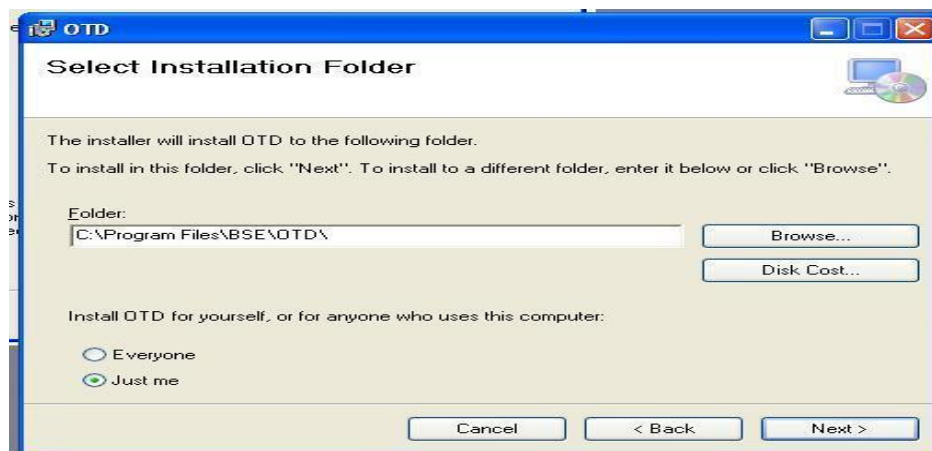 OTD
Select Installation Folder
The installer will install OTD to the following folder.
To install in this folder, click "Next". To install to a different folder, enter it below or click "Browse".
Folder:
C:\Program Files\BSE\OTD\
Browse...
Disk Cost...
Install OTD for yourself, or for anyone who uses this computer:
Everyone
Just me
Cancel
< Back
Next >